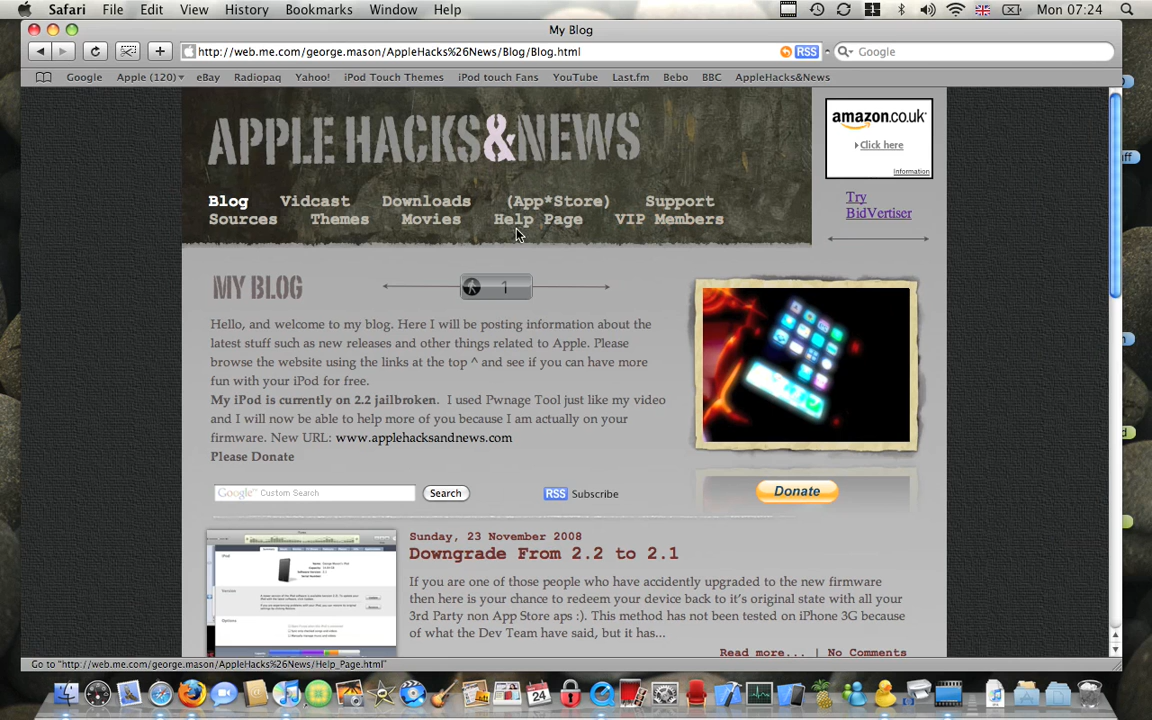 Safari File Edit View History Bookmarks Window Help Mon 07:24
My Blog
http://web.me.com/george.mason/AppleHacks%26News/Blog/Blog.html RSS Google
Google Apple (120) eBay Radiopaq Yahoo! iPod Touch Themes iPod touch Fans YouTube Last.fm Bebo BBC AppleHacks&News
APPLE HACKS&NEWS
amazon.co.uk
Click here
Information
Try
BidVertiser
Blog Vidcast Downloads (App*Store) Support
Sources Themes Movies Help Page VIP Members
MY BLOG
1
Hello, and welcome to my blog. Here I will be posting information about the
latest stuff such as new releases and other things related to Apple. Please
browse the website using the links at the top ^ and see if you can have more
fun with your iPod for free.
My iPod is currently on 2.2 jailbroken. I used Pwnage Tool just like my video
and I will now be able to help more of you because I am actually on your
firmware. New URL: www.applehacksandnews.com
Please Donate
Google™ Custom Search Search RSS Subscribe
Donate
Sunday, 23 November 2008
Downgrade From 2.2 to 2.1
If you are one of those people who have accidently upgraded to the new firmware
then here is your chance to redeem your device back to it's original state with all your
3rd Party non App Store aps :). This method has not been tested on iPhone 3G because
of what the Dev Team have said, but it has...
Read more... | No Comments
Go to "http://web.me.com/george.mason/AppleHacks%26News/Help_Page.html"